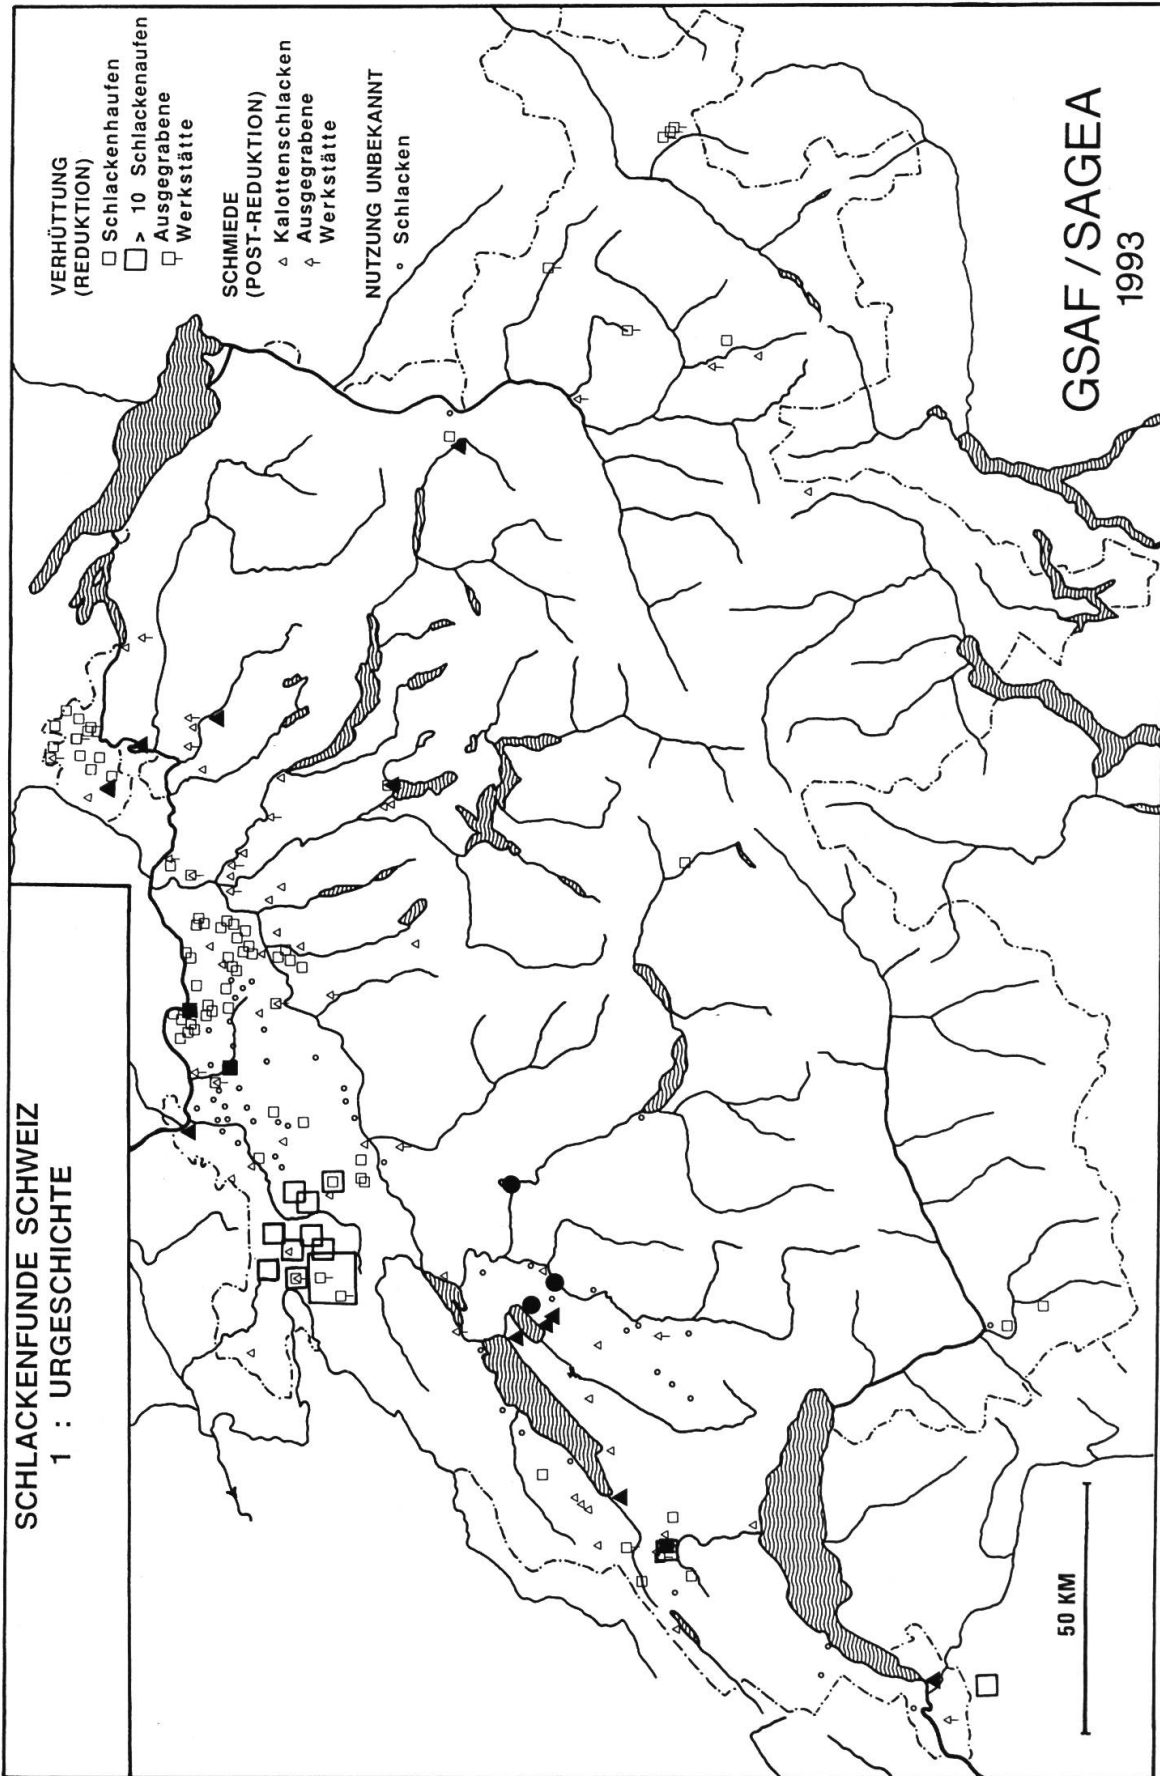 SCHLACKENFUNDE SCHWEIZ
1 : URGESCHICHTE
VERHÜTTUNG
(REDUKTION)
Schlackenhaufen
> 10 Schlackenaufen
Ausgegrabene
Werkstätte
SCHMIEDE
(POST-REDUKTION)
Kalottenschlacken
Ausgegrabene
Werkstätte
NUTZUNG UNBEKANNT
Schlacken
50 KM
GSAF / SAGEA
1993